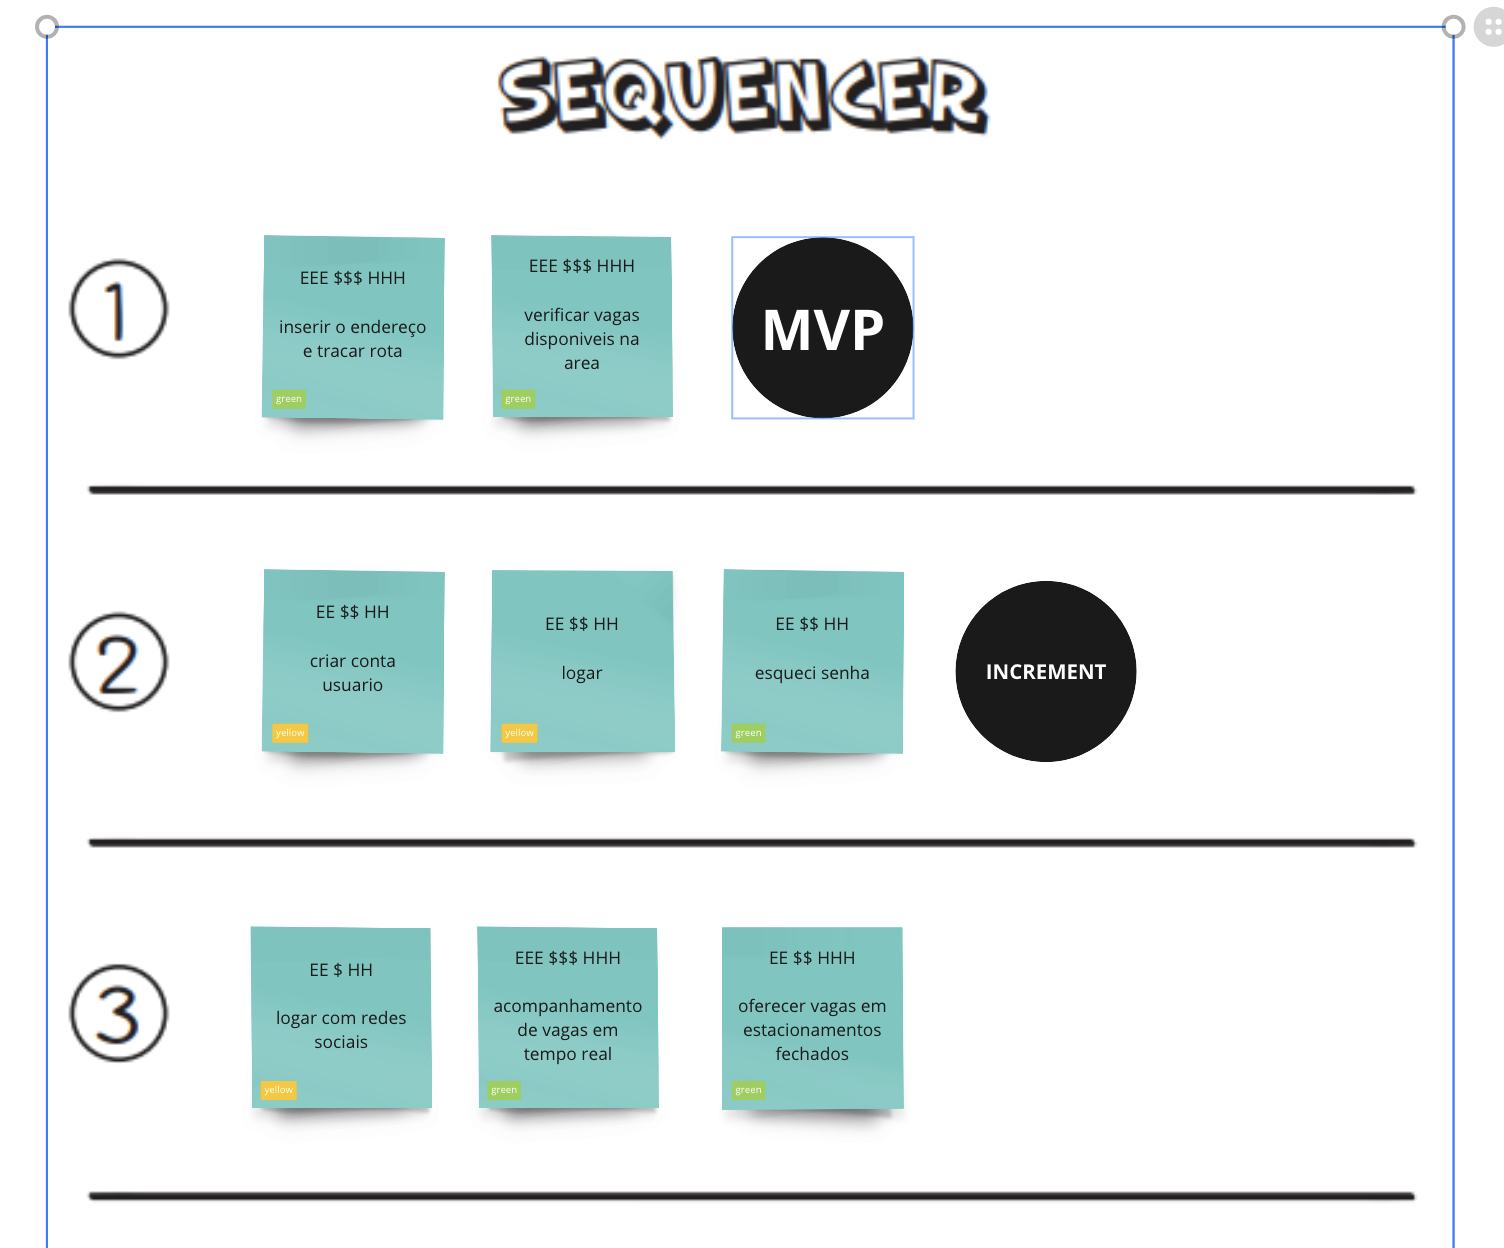 SEQUENCER
1
EEE $$$ HHH
inserir o endereço
e tracar rota
green
EEE $$$ HHH
verificar vagas
disponiveis na
area
green
MVP
2
EE $$ HH
criar conta
usuario
yellow
EE $$ HH
logar
yellow
EE $$ HH
esqueci senha
green
INCREMENT
3
EE $ HH
logar com redes
sociais
yellow
EEE $$$ HHH
acompanhamento
de vagas em
tempo real
green
EE $$ HHH
oferecer vagas em
estacionamentos
fechados
green